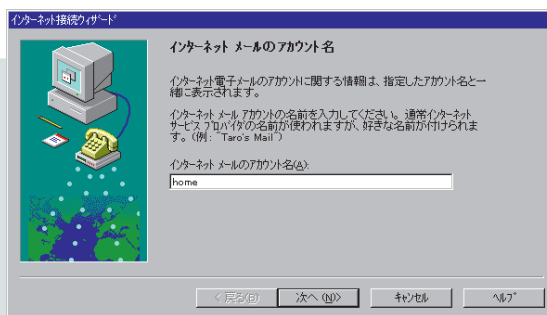 インターネット接続ウィザード
インターネット メールのアカウント名
インターネット電子メールのアカウントに関する情報は、指定したアカウント名と一
緒に表示されます。
インターネット メール アカウントの名前を入力してください。通常インターネット
サービス プロバイダの名前が使われますが、好きな名前が付けられま
す。(例: "Taro's Mail")
インターネット メールのアカウント名(A):
home
< 戻る(B)
次へ (N)>
キャンセル
ヘルプ